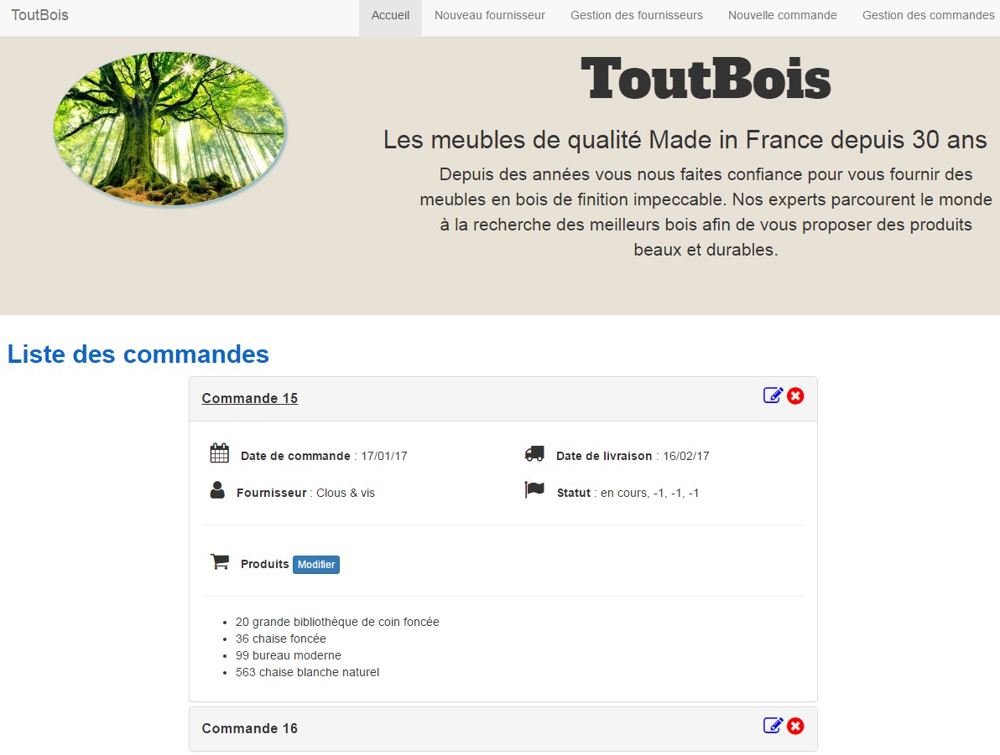 ToutBois
Accueil
Nouveau fournisseur
Gestion des fournisseurs
Nouvelle commande
Gestion des commandes
ToutBois
Les meubles de qualité Made in France depuis 30 ans
Depuis des années vous nous faites confiance pour vous fournir des
meubles en bois de finition impeccable. Nos experts parcourent le monde
à la recherche des meilleurs bois afin de vous proposer des produits
beaux et durables.
Liste des commandes
Commande 15
Date de commande : 17/01/17
Date de livraison : 16/02/17
Fournisseur : Clous & vis
Statut : en cours, -1, -1, -1
Produits Modifier
20 grande bibliothèque de coin foncée
36 chaise foncée
99 bureau moderne
563 chaise blanche naturel
Commande 16